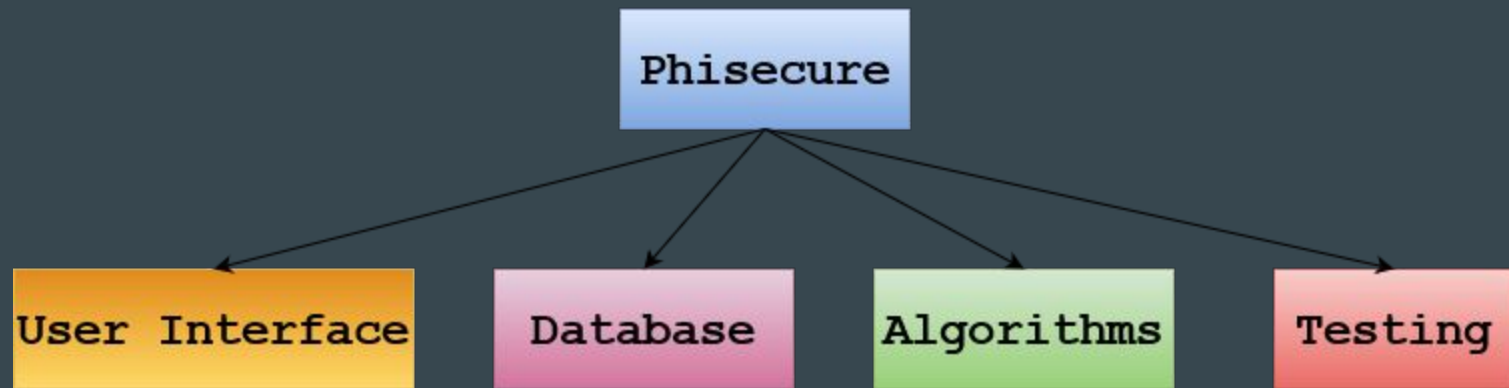 Phisecure
User Interface
Database
Algorithms
Testing